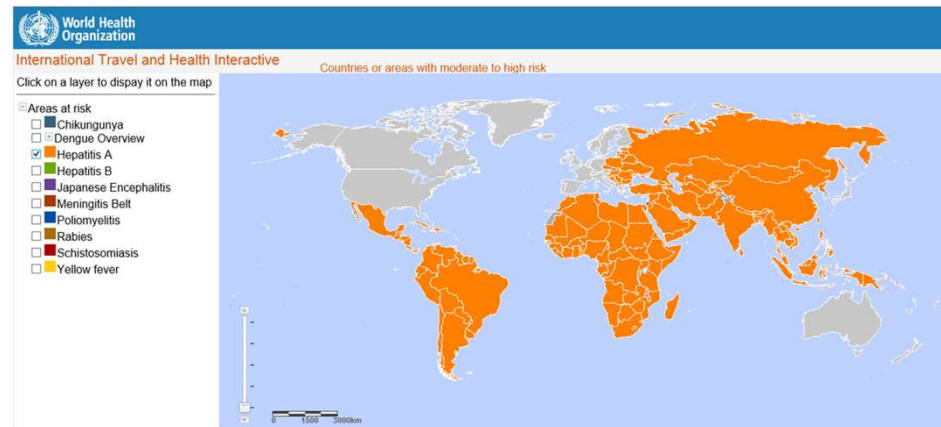 World Health
Organization
International Travel and Health Interactive
Countries or areas with moderate to high risk
Click on a layer to dispay it on the map
Areas at risk
Chikungunya
Dengue Overview
Hepatitis A
Hepatitis B
Japanese Encephalitis
Meningitis Belt
Poliomyelitis
Rabies
Schistosomiasis
Yellow fever
0 1500 3000km